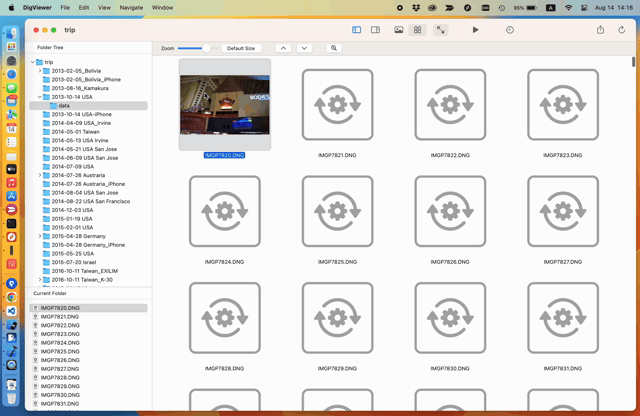 DigViewer File Edit View Navigate Window
95% A Aug 14 14:16
trip
Folder Tree
Zoom Default Size
trip
2013-02-05_Bolivia
2013-02-05_Bolivia_iPhone
2013-08-16_Kamakura
2013-10-14 USA
data
2013-10-14 USA-iPhone
2014-04-09 USA_Irvine
2014-05-01 Taiwan
2014-05-13 USA Irvine
2014-05-21 USA San Jose
2014-06-09 USA San Jose
2014-07-09 USA
2014-07-26 Austraria
2014-07-26 Austraria_iPhone
2014-08-04 USA San Jose
2014-08-22 USA San Francisco
2014-12-03 USA
2015-01-19 USA
2015-02-01 USA
2015-04-28 Germany
2015-04-28 Germany_iPhone
2015-05-25 USA
2015-07-20 Israel
2016-10-11 Taiwan_EXILIM
2016-10-11 Taiwan_K-30
Current Folder
IMGP7820.DNG
IMGP7821.DNG
IMGP7822.DNG
IMGP7823.DNG
IMGP7824.DNG
IMGP7825.DNG
IMGP7826.DNG
IMGP7827.DNG
IMGP7828.DNG
IMGP7829.DNG
IMGP7830.DNG
IMGP7831.DNG
IMGP7820.DNG IMGP7821.DNG IMGP7822.DNG IMGP7823.DNG
IMGP7824.DNG IMGP7825.DNG IMGP7826.DNG IMGP7827.DNG
IMGP7828.DNG IMGP7829.DNG IMGP7830.DNG IMGP7831.DNG